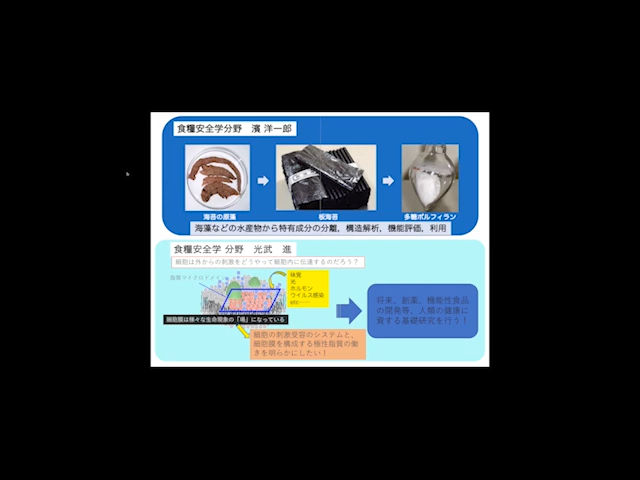 食糧安全学分野 濱 洋一郎
海苔の原藻
板海苔
多糖ポルフィラン
海藻などの水産物から特有成分の分離，構造解析，機能評価，利用
食糧安全学 分野 光武 進
細胞は外からの刺激をどうやって細胞内に伝達するのだろう？
脂質マイクロドメイン
味覚
光
ホルモン
ウイルス感染
細胞膜は様々な生命現象の「場」になっている
細胞の刺激受容のシステムと、
細胞膜を構成する極性脂質の働
きを明らかにしたい！
将来、創薬、機能性食品
の開発等、人類の健康に
資する基礎研究を行う！